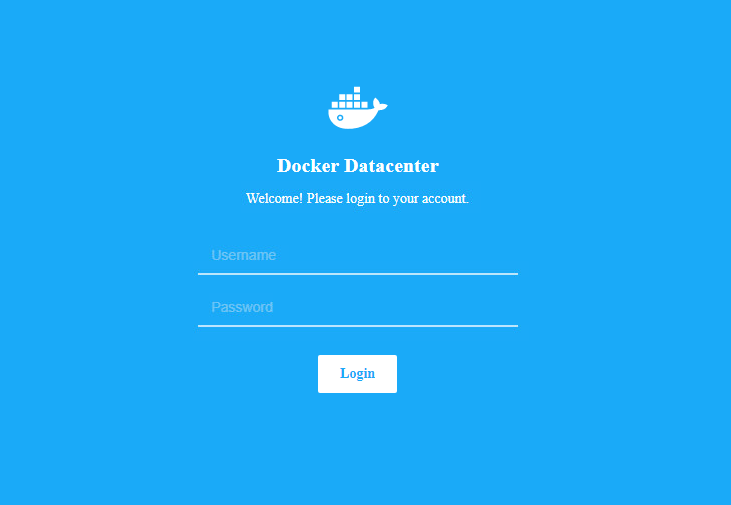 Docker Datacenter
Welcome! Please login to your account.
Username
Password
Login